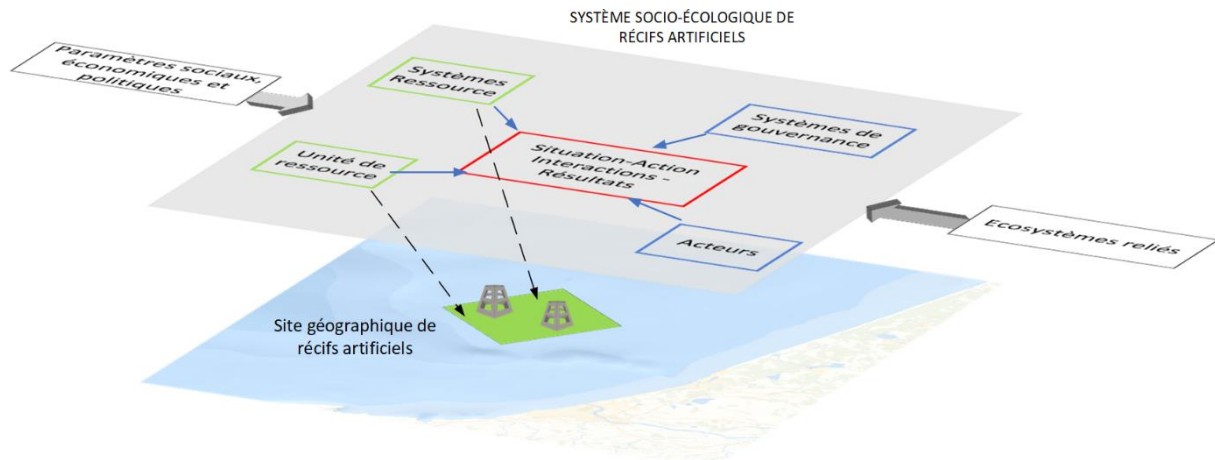 SYSTÈME SOCIO-ÉCOLOGIQUE DE
RÉCIFS ARTIFICIELS
Paramètres sociaux,
économiques et
politiques
Systèmes
Ressource
Systèmes de
gouvernance
Unité de
ressource
Situation-Action
Interactions -
Résultats
Acteurs
Ecosystèmes reliés
Site géographique de
récifs artificiels